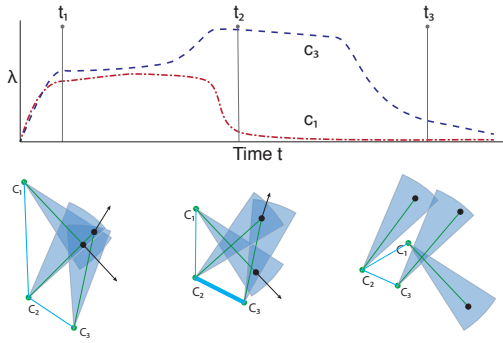 t1 t2 t3
λ
c3
c1
Time t
C1 C1
C1
C2 C2 C2
C3 C3 C3